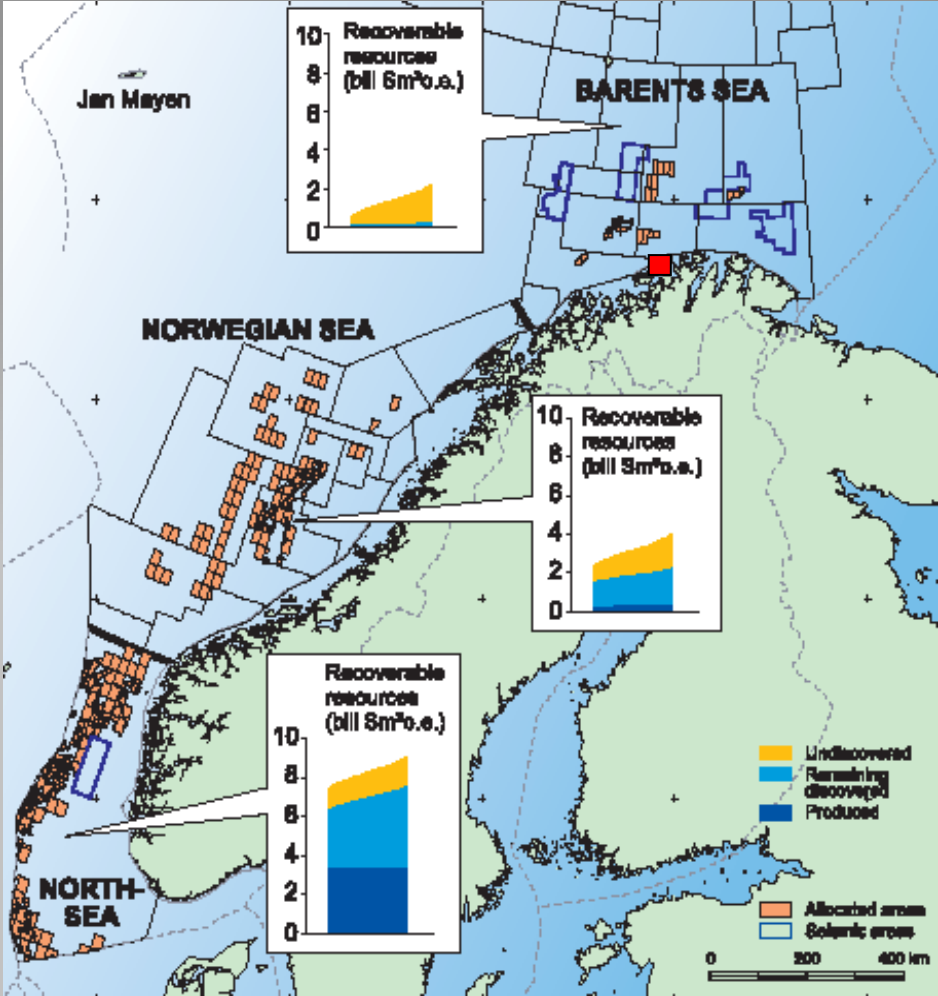 Jan Mayen
BARENTS SEA
NORWEGIAN SEA
NORTH-
SEA
Recoverable
resources
(bill Sm³o.e.)
10
8
6
4
2
0
Recoverable
resources
(bill Sm³o.e.)
10
8
6
4
2
0
Recoverable
resources
(bill Sm³o.e.)
10
8
6
4
2
0
Undiscovered
Remaining
discovered
Produced
Allocated areas
Seismic areas
0 200 400 km